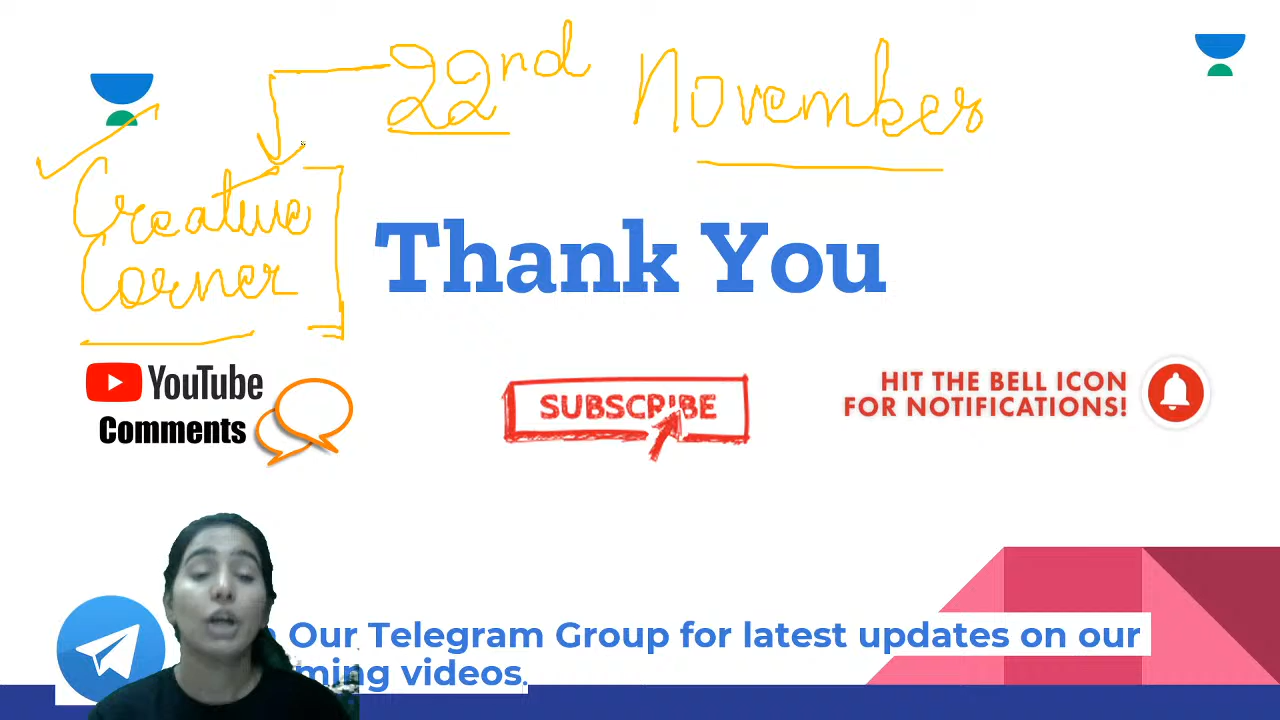 22nd November
Creative
Corner
Thank You
YouTube
Comments
SUBSCRIBE
HIT THE BELL ICON
FOR NOTIFICATIONS!
Our Telegram Group for latest updates on our
videos.